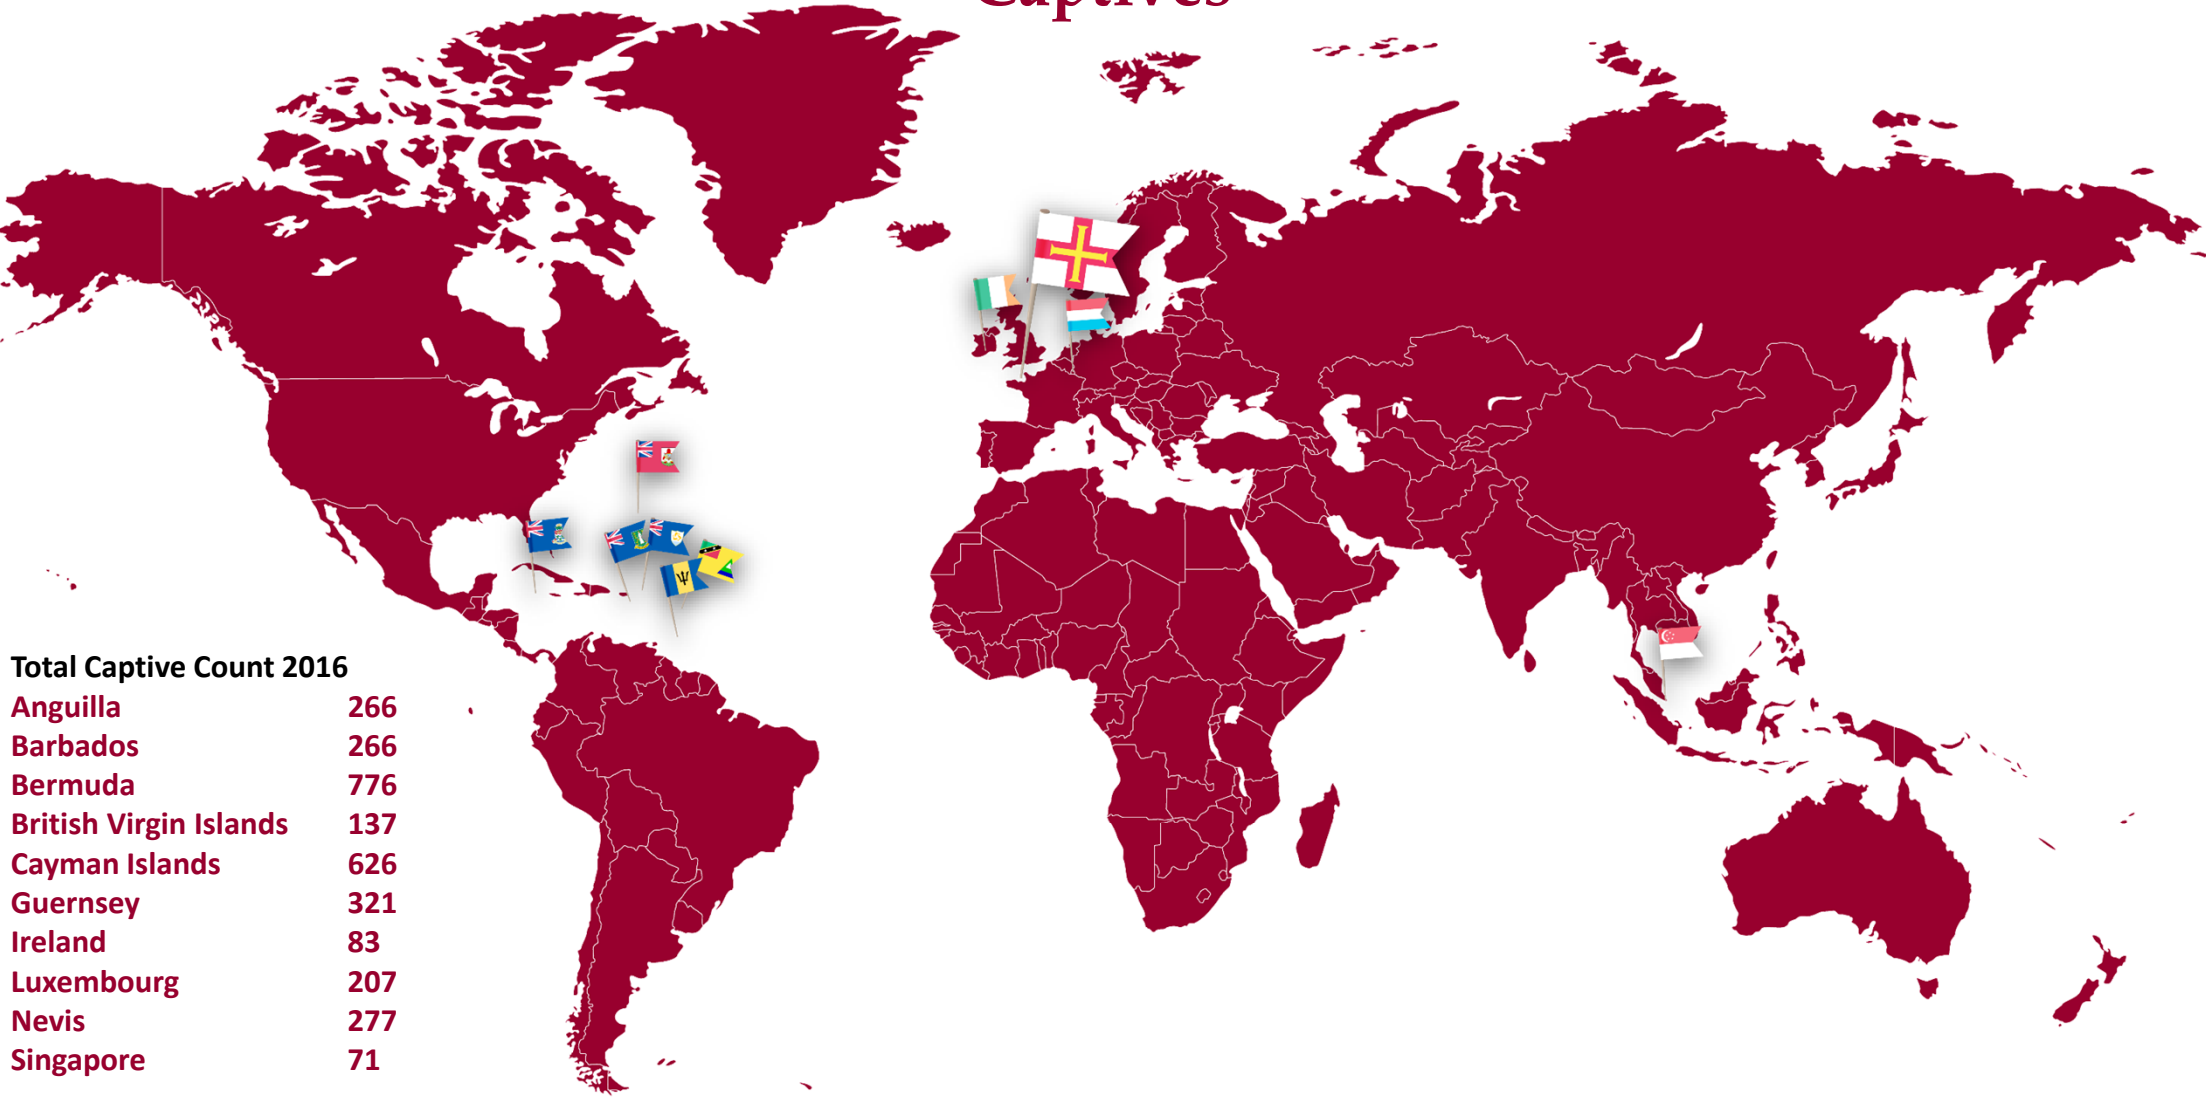 Captives
Total Captive Count 2016
Anguilla 266
Barbados 266
Bermuda 776
British Virgin Islands 137
Cayman Islands 626
Guernsey 321
Ireland 83
Luxembourg 207
Nevis 277
Singapore 71